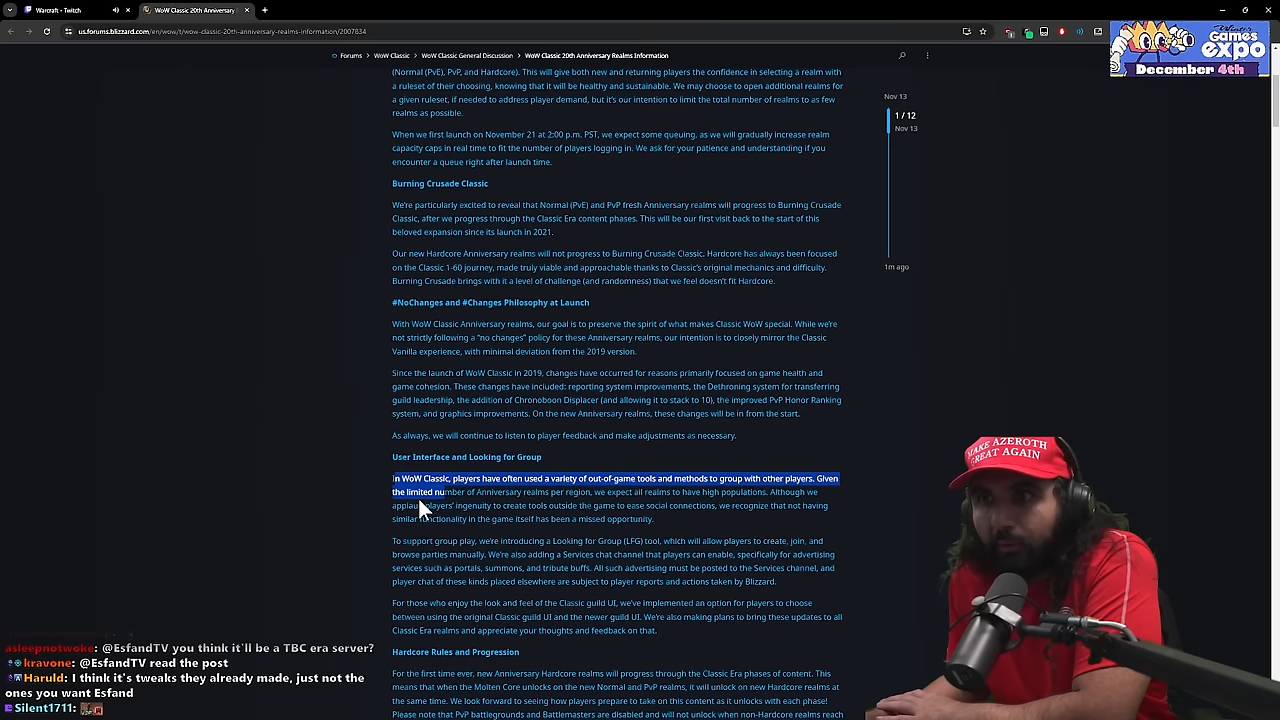 Warcraft - Twitch
WoW Classic 20th Anniversary
us.forums.blizzard.com/en/wow/t/wow-classic-20th-anniversary-realms-information/2007834
Games
expo
December 4th
Forums > WoW Classic > WoW Classic General Discussion > WoW Classic 20th Anniversary Realms Information
(Normal (PvE), PvP, and Hardcore). This will give both new and returning players the confidence in selecting a realm with
a ruleset of their choosing, knowing that it will be healthy and sustainable. We may choose to open additional realms for
a given ruleset, if needed to address player demand, but it's our intention to limit the total number of realms to as few
realms as possible.
Nov 13
1 / 12
Nov 13
1m ago
When we first launch on November 21 at 2:00 p.m. PST, we expect some queuing, as we will gradually increase realm
capacity caps in real time to fit the number of players logging in. We ask for your patience and understanding if you
encounter a queue right after launch time.
Burning Crusade Classic
We're particularly excited to reveal that Normal (PvE) and PvP fresh Anniversary realms will progress to Burning Crusade
Classic, after we progress through the Classic Era content phases. This will be our first visit back to the start of this
beloved expansion since its launch in 2021.
Our new Hardcore Anniversary realms will not progress to Burning Crusade Classic. Hardcore has always been focused
on the Classic 1-60 journey, made truly viable and approachable thanks to Classic's original mechanics and difficulty.
Burning Crusade brings with it a level of challenge (and randomness) that we feel doesn't fit Hardcore.
#NoChanges and #Changes Philosophy at Launch
With WoW Classic Anniversary realms, our goal is to preserve the spirit of what makes Classic WoW special. While we're
not strictly following a "no changes" policy for these Anniversary realms, our intention is to closely mirror the Classic
Vanilla experience, with minimal deviation from the 2019 version.
Since the launch of WoW Classic in 2019, changes have occurred for reasons primarily focused on game health and
game cohesion. These changes have included: reporting system improvements, the Dethroning system for transferring
guild leadership, the addition of Chronoboon Displacer (and allowing it to stack to 10), the improved PvP Honor Ranking
system, and graphics improvements. On the new Anniversary realms, these changes will be in from the start.
As always, we will continue to listen to player feedback and make adjustments as necessary.
User Interface and Looking for Group
In WoW Classic, players have often used a variety of out-of-game tools and methods to group with other players. Given
the limited number of Anniversary realms per region, we expect all realms to have high populations. Although we
applaud players' ingenuity to create tools outside the game to ease social connections, we recognize that not having
similar functionality in the game itself has been a missed opportunity.
To support group play, we're introducing a Looking for Group (LFG) tool, which will allow players to create, join, and
browse parties manually. We're also adding a Services chat channel that players can enable, specifically for advertising
services such as portals, summons, and tribute buffs. All such advertising must be posted to the Services channel, and
player chat of these kinds placed elsewhere are subject to player reports and actions taken by Blizzard.
For those who enjoy the look and feel of the Classic guild UI, we've implemented an option for players to choose
between using the original Classic guild UI and the newer guild UI. We're also making plans to bring these updates to all
Classic Era realms and appreciate your thoughts and feedback on that.
Hardcore Rules and Progression
For the first time ever, new Anniversary Hardcore realms will progress through the Classic Era phases of content. This
means that when the Molten Core unlocks on the new Normal and PvP realms, it will unlock on new Hardcore realms at
the same time. We look forward to seeing how players prepare to take on this content as it unlocks with each phase!
Please note that PvP battlegrounds and Battlemasters are disabled and will not unlock when non-Hardcore realms reach
MAKE AZEROTH
GREAT AGAIN
asleepnotwoke: @EsfandTV you think it'll be a TBC era server?
kravone: @EsfandTV read the post
Haruld: I think it's tweaks they already made, just not the
ones you want Esfand
Silent1711: